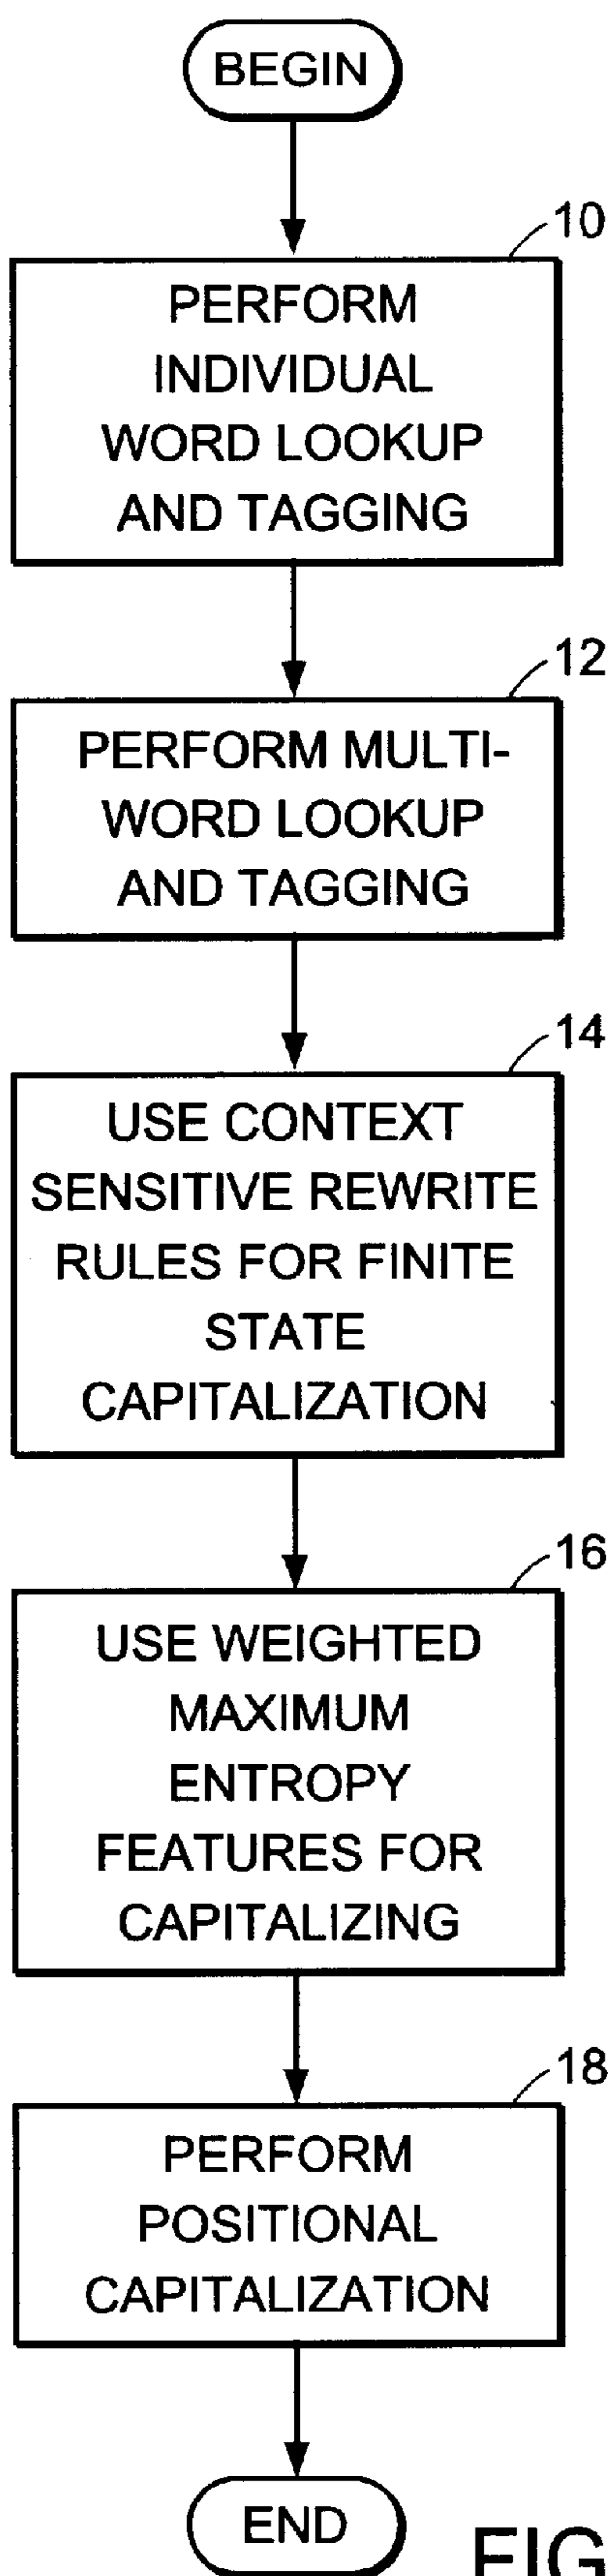 BEGIN
10
PERFORM
INDIVIDUAL
WORD LOOKUP
AND TAGGING
12
PERFORM MULTI-
WORD LOOKUP
AND TAGGING
14
USE CONTEXT
SENSITIVE REWRITE
RULES FOR FINITE
STATE
CAPITALIZATION
16
USE WEIGHTED
MAXIMUM
ENTROPY
FEATURES FOR
CAPITALIZING
18
PERFORM
POSITIONAL
CAPITALIZATION
END
FIG